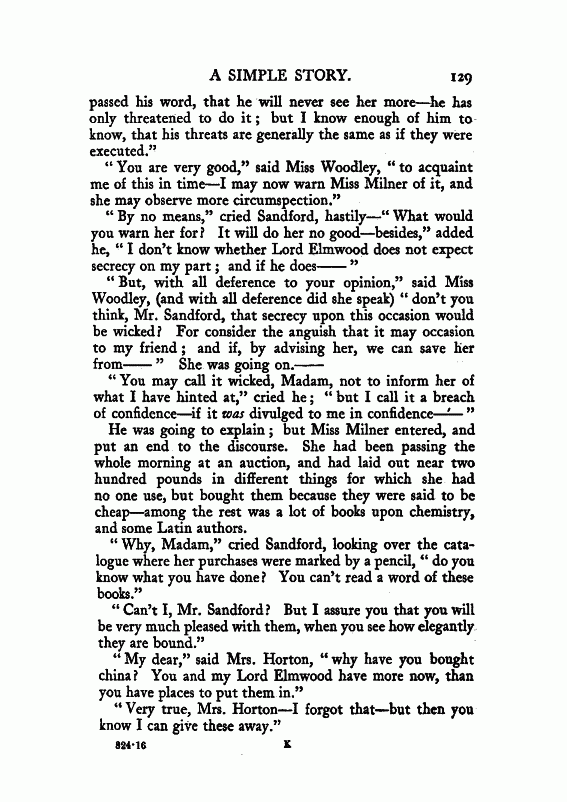 A SIMPLE STORY. 129
passed his word, that he will never see her more—he has
only threatened to do it; but I know enough of him to
know, that his threats are generally the same as if they were
executed."
"You are very good," said Miss Woodley, "to acquaint
me of this in time—I may now warn Miss Milner of it, and
she may observe more circumspection."
"By no means," cried Sandford, hastily—"What would
you warn her for? It will do her no good—besides," added
he, "I don't know whether Lord Elmwood does not expect
secrecy on my part; and if he does——"
"But, with all deference to your opinion," said Miss
Woodley, (and with all deference did she speak) "don't you
think, Mr. Sandford, that secrecy upon this occasion would
be wicked? For consider the anguish that it may occasion
to my friend; and if, by advising her, we can save her
from——" She was going on.——
"You may call it wicked, Madam, not to inform her of
what I have hinted at," cried he; "but I call it a breach
of confidence—if it was divulged to me in confidence——"
He was going to explain; but Miss Milner entered, and
put an end to the discourse. She had been passing the
whole morning at an auction, and had laid out near two
hundred pounds in different things for which she had
no one use, but bought them because they were said to be
cheap—among the rest was a lot of books upon chemistry,
and some Latin authors.
"Why, Madam," cried Sandford, looking over the cata-
logue where her purchases were marked by a pencil, "do you
know what you have done? You can't read a word of these
books."
"Can't I, Mr. Sandford? But I assure you that you will
be very much pleased with them, when you see how elegantly
they are bound."
"My dear," said Mrs. Horton, "why have you bought
china? You and my Lord Elmwood have more now, than
you have places to put them in."
"Very true, Mrs. Horton—I forgot that—but then you
know I can give these away."
824·16 K